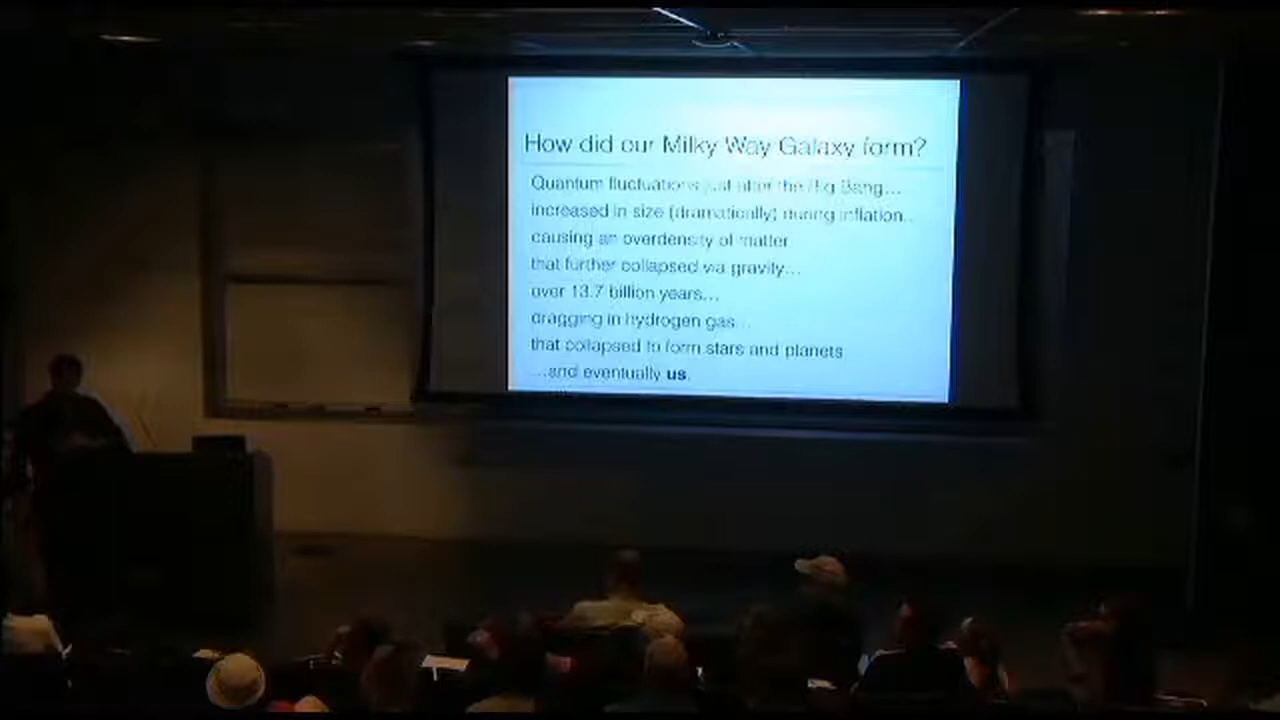 How did our Milky Way Galaxy form?
Quantum fluctuations just after the Big Bang...
increased in size (dramatically) during inflation...
causing an overdensity of matter
that further collapsed via gravity...
over 13.7 billion years...
dragging in hydrogen gas...
that collapsed to form stars and planets
...and eventually us.